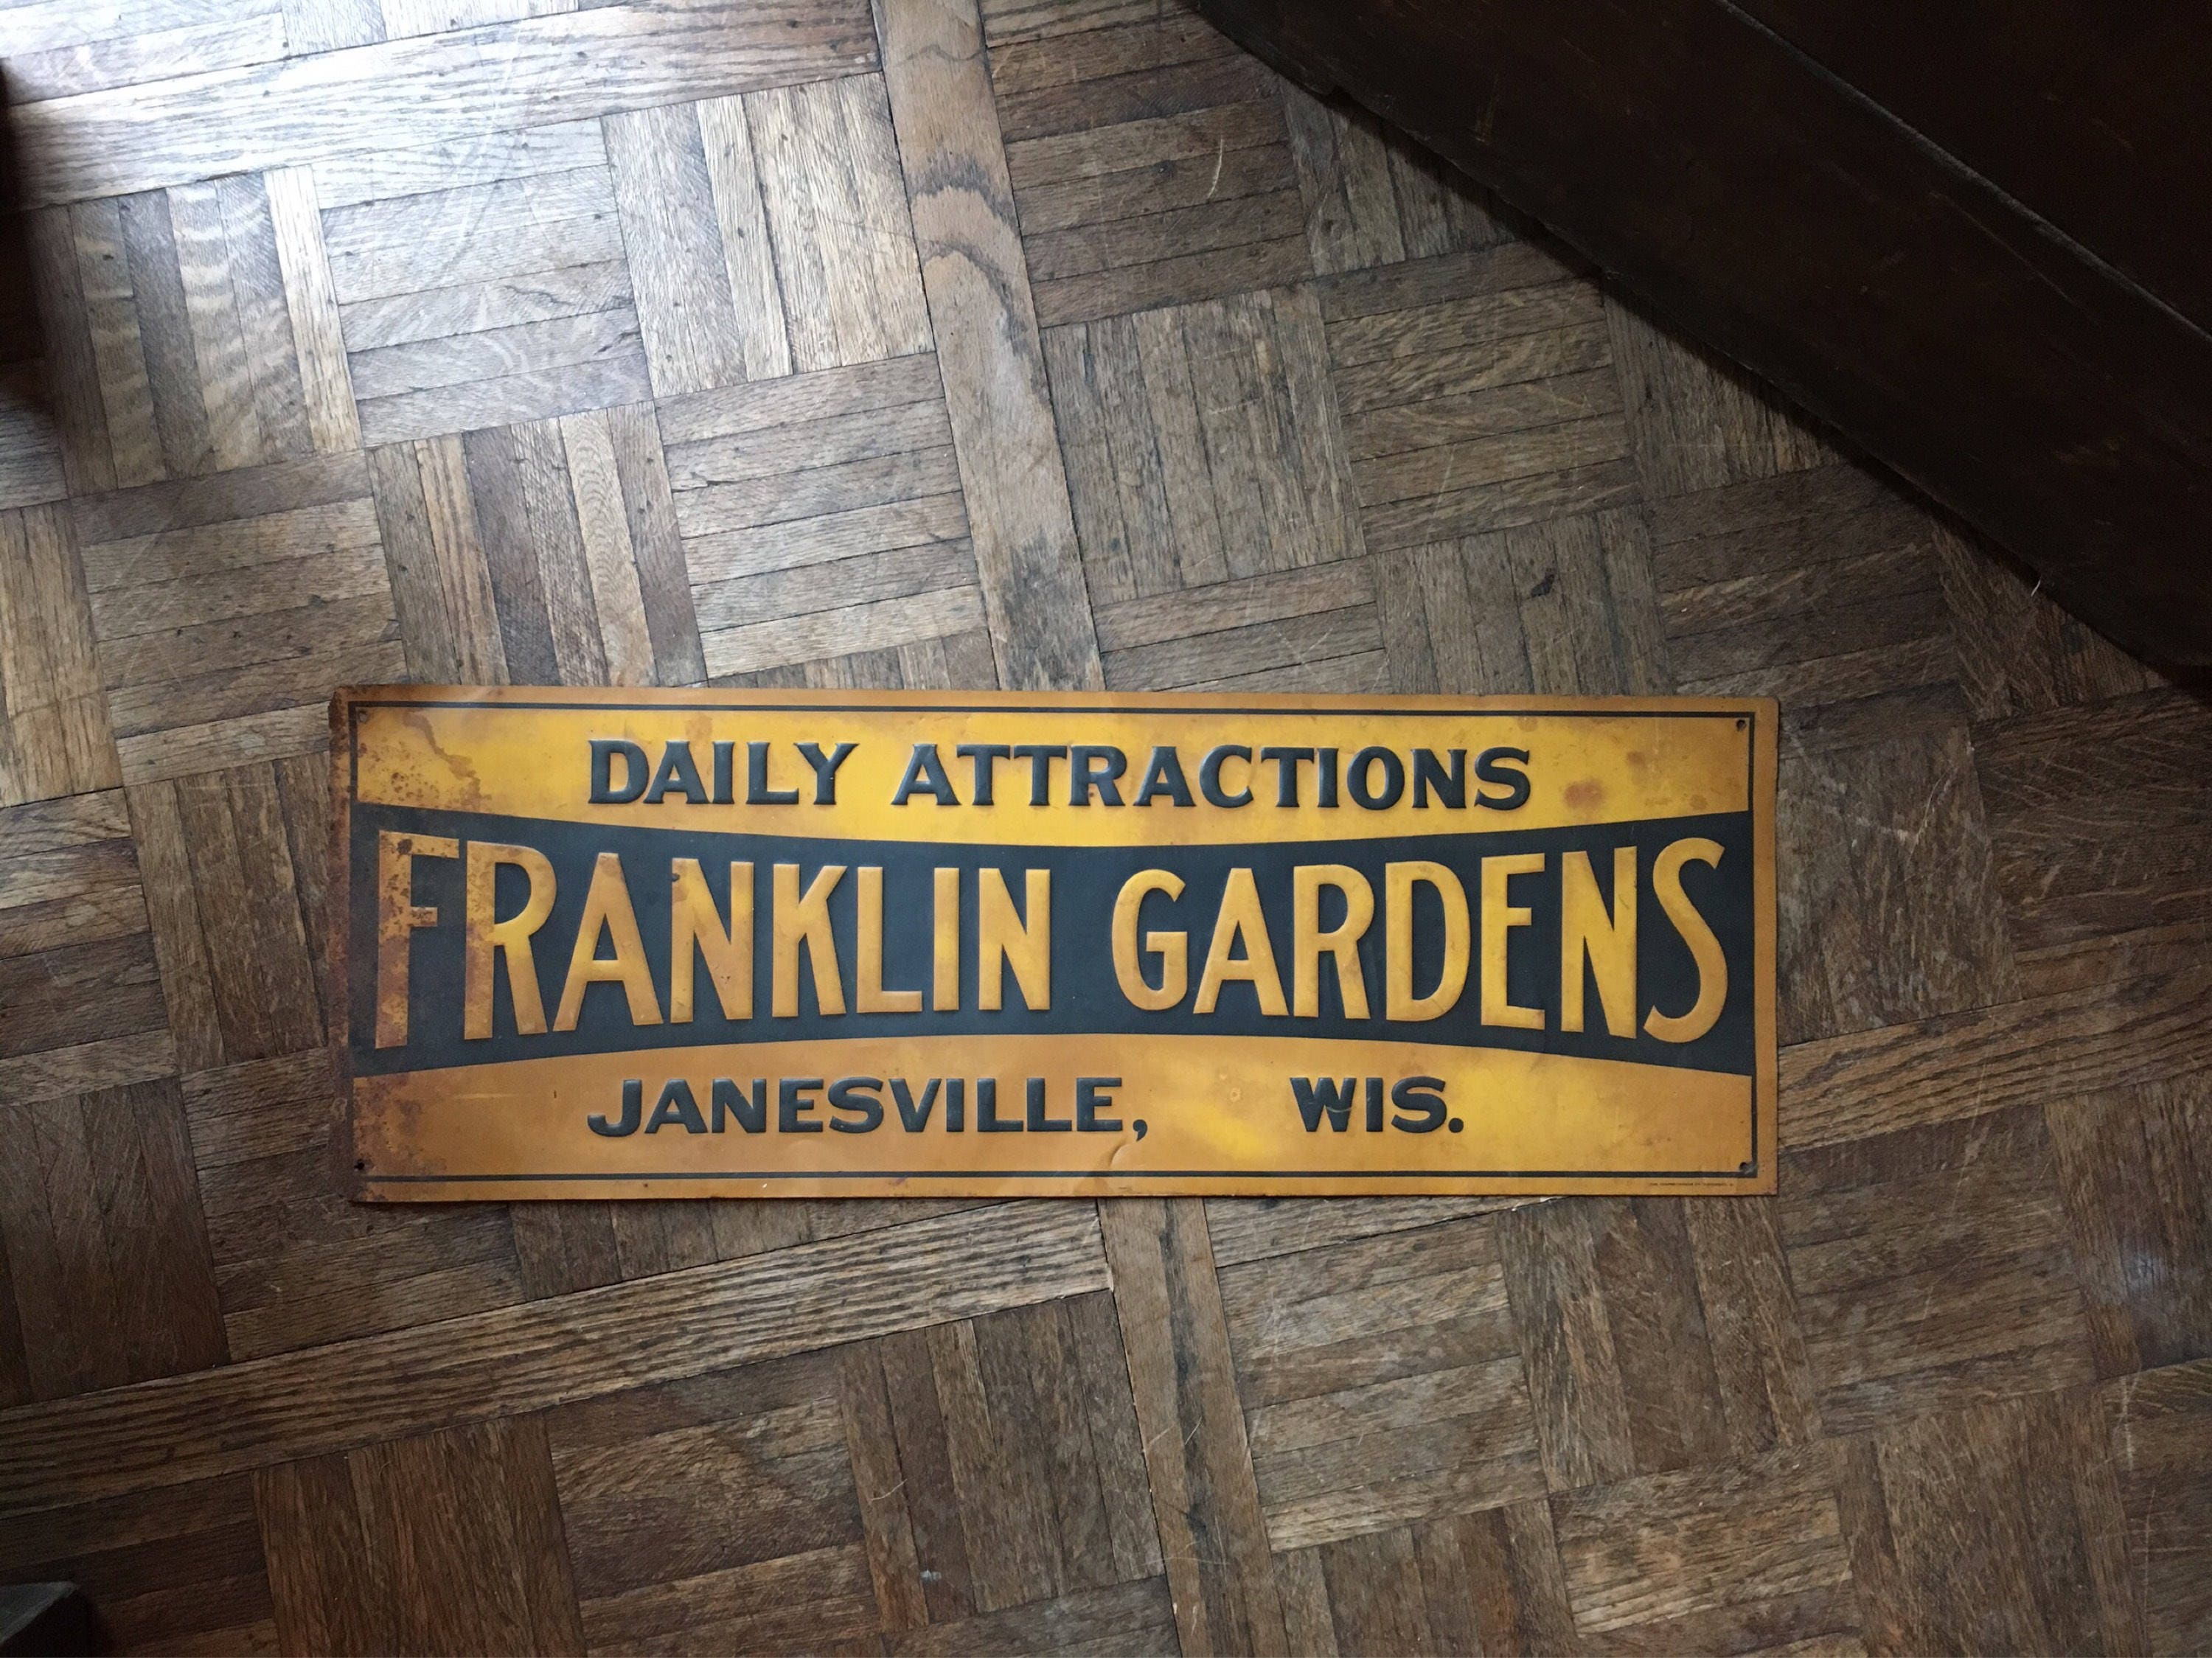 DAILY ATTRACTIONS
FRANKLIN GARDENS
JANESVILLE, WIS.